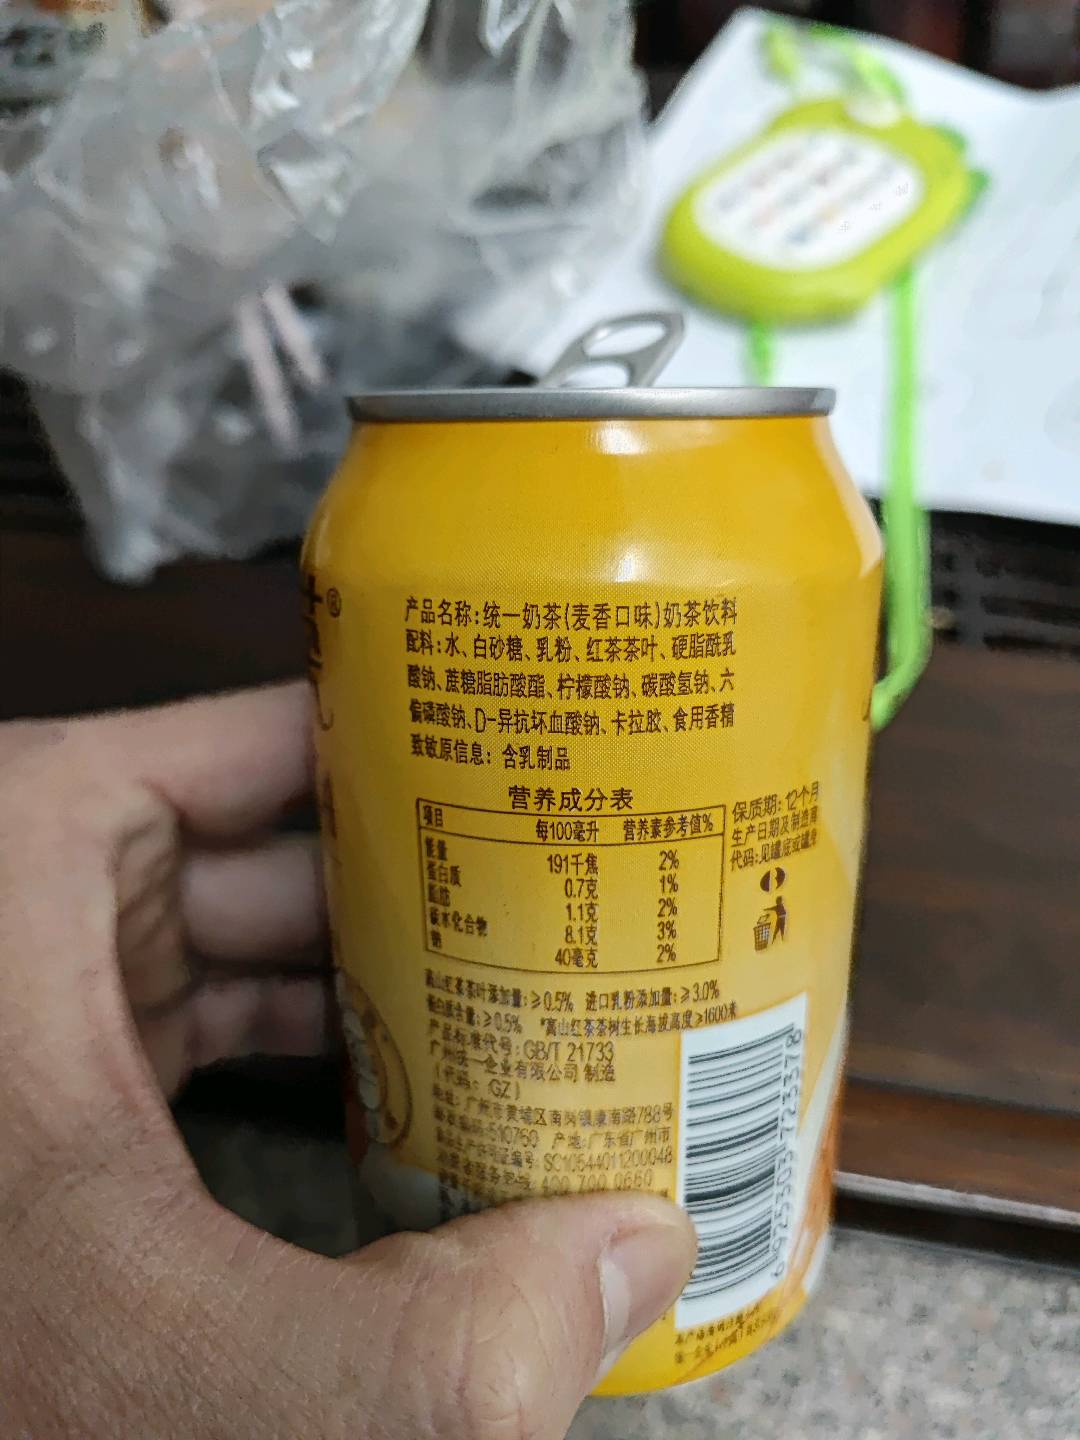 ®
产品名称:统一奶茶(麦香口味)奶茶饮料
配料:水、白砂糖、乳粉、红茶茶叶、硬脂酰乳
酸钠、蔗糖脂肪酸酯、柠檬酸钠、碳酸氢钠、六
偏磷酸钠、D-异抗坏血酸钠、卡拉胶、食用香精
致敏原信息：含乳制品
营养成分表
项目 每100毫升 营养素参考值%
能量 191千焦 2%
蛋白质 0.7克 1%
脂肪 1.1克 2%
碳水化合物 8.1克 3%
钠 40毫克 2%
保质期:12个月
生产日期及制造商
代码:见罐底或罐身
高山红茶茶叶添加量:≥0.5% 进口乳粉添加量:≥3.0%
蛋白质含量:≥0.5% *高山红茶茶树生长海拔高度≥1600米
产品标准代号:GB/T 21733
广州统一企业有限公司 制造
(代码：GZ)
地址:广州市黄埔区南岗镇康南路788号
邮政编码:510760 产地:广东省广州市
食品生产许可证编号:SC10544011200048
消费者服务热线:400 700 0660
6925303723378